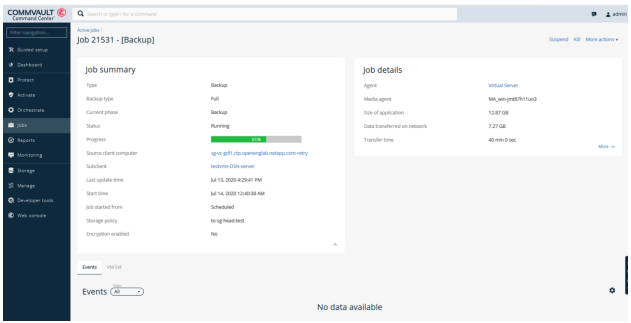 COMMVAULT
Command Center
Search or type / for a command
admin
Filter navigation...
Guided setup
Dashboard
Protect
Activate
Orchestrate
Jobs
Reports
Monitoring
Storage
Manage
Developer tools
Web console
Active jobs /
Job 21531 - [Backup]
Suspend Kill More actions
Job summary
Type Backup
Backup type Full
Current phase Backup
Status Running
Progress 61%
Source client computer sg-vc-gdl1.rtp.openenglab.netapp.com-retry
Subclient testvms-DSN-server
Last update time Jul 13, 2020 4:29:41 PM
Start time Jul 14, 2020 12:40:38 AM
Job started from Scheduled
Storage policy to-sg-head-test
Encryption enabled No
Job details
Agent Virtual Server
Media agent MA_win-jmt87h11oo3
Size of application 12.87 GB
Data transferred on network 7.27 GB
Transfer time 40 min 0 sec
More
Events VM list
Events All
No data available